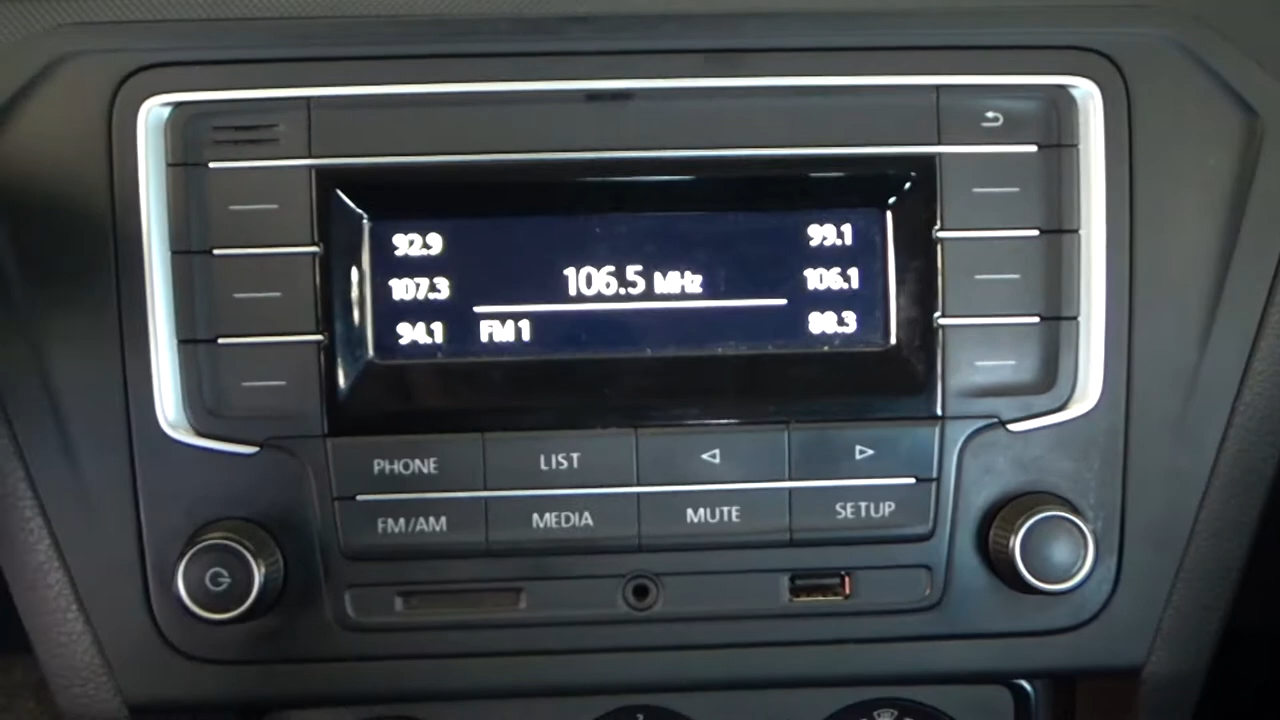 92.9
99.1
106.5 MHz
107.3
106.1
94.1
FM 1
88.3
PHONE
LIST
FM/AM
MEDIA
MUTE
SETUP